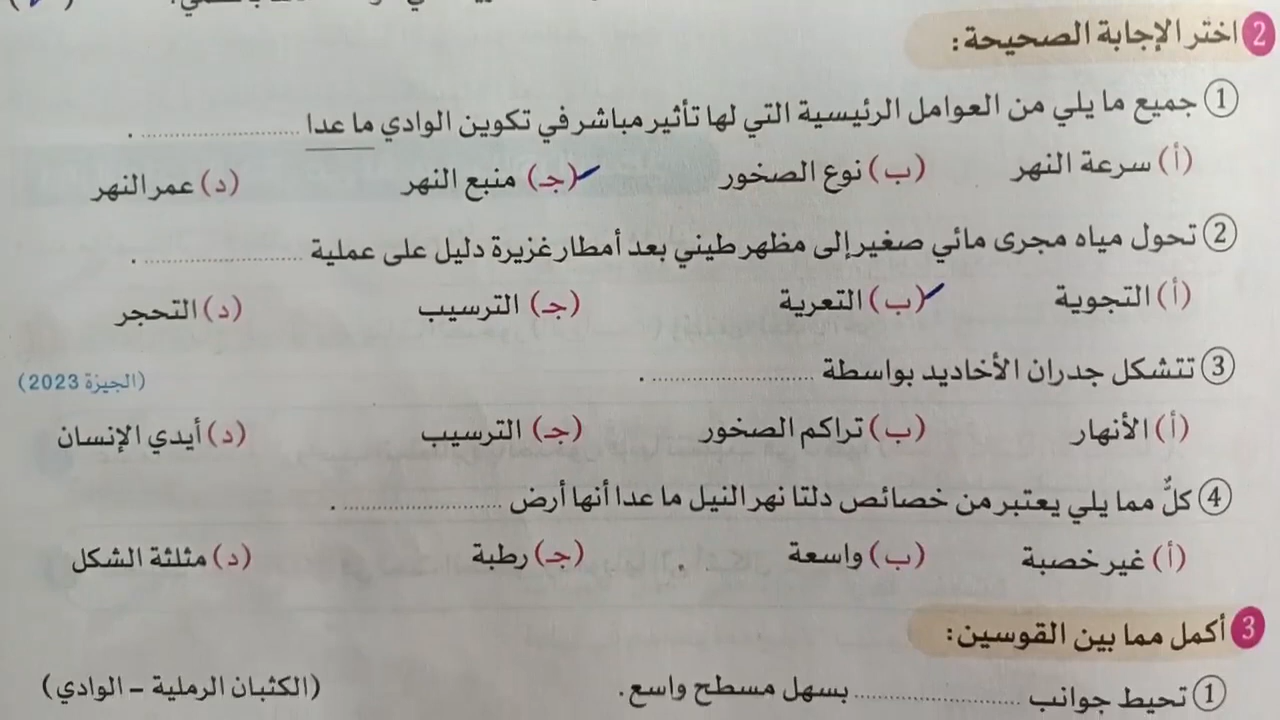 2 اختر الإجابة الصحيحة:
① جميع ما يلي من العوامل الرئيسية التي لها تأثير مباشر في تكوين الوادي ما عدا .................... .
(أ) سرعة النهر (ب) نوع الصخور (جـ) منبع النهر (د) عمر النهر
② تحول مياه مجرى مائي صغير إلى مظهر طيني بعد أمطار غزيرة دليل على عملية .................... .
(أ) التجوية (ب) التعرية (جـ) الترسيب (د) التحجر
③ تتشكل جدران الأخاديد بواسطة .................... . (الجيزة 2023)
(أ) الأنهار (ب) تراكم الصخور (جـ) الترسيب (د) أيدي الإنسان
④ كلٌّ مما يلي يعتبر من خصائص دلتا نهر النيل ما عدا أنها أرض .................... .
(أ) غير خصبة (ب) واسعة (جـ) رطبة (د) مثلثة الشكل
3 أكمل مما بين القوسين:
① تحيط جوانب .................... بسهل مسطح واسع. (الكثبان الرملية – الوادي)